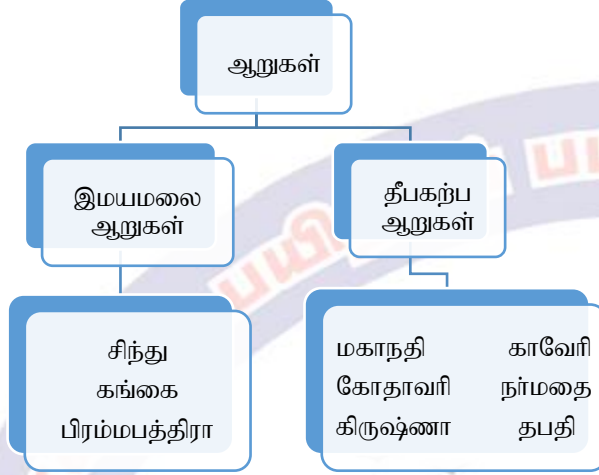 ஆறுகள்
இமயமலை
ஆறுகள்
தீபகற்ப
ஆறுகள்
சிந்து
கங்கை
பிரம்மபத்திரா
மகாநதி காவேரி
கோதாவரி நர்மதை
கிருஷ்ணா தபதி